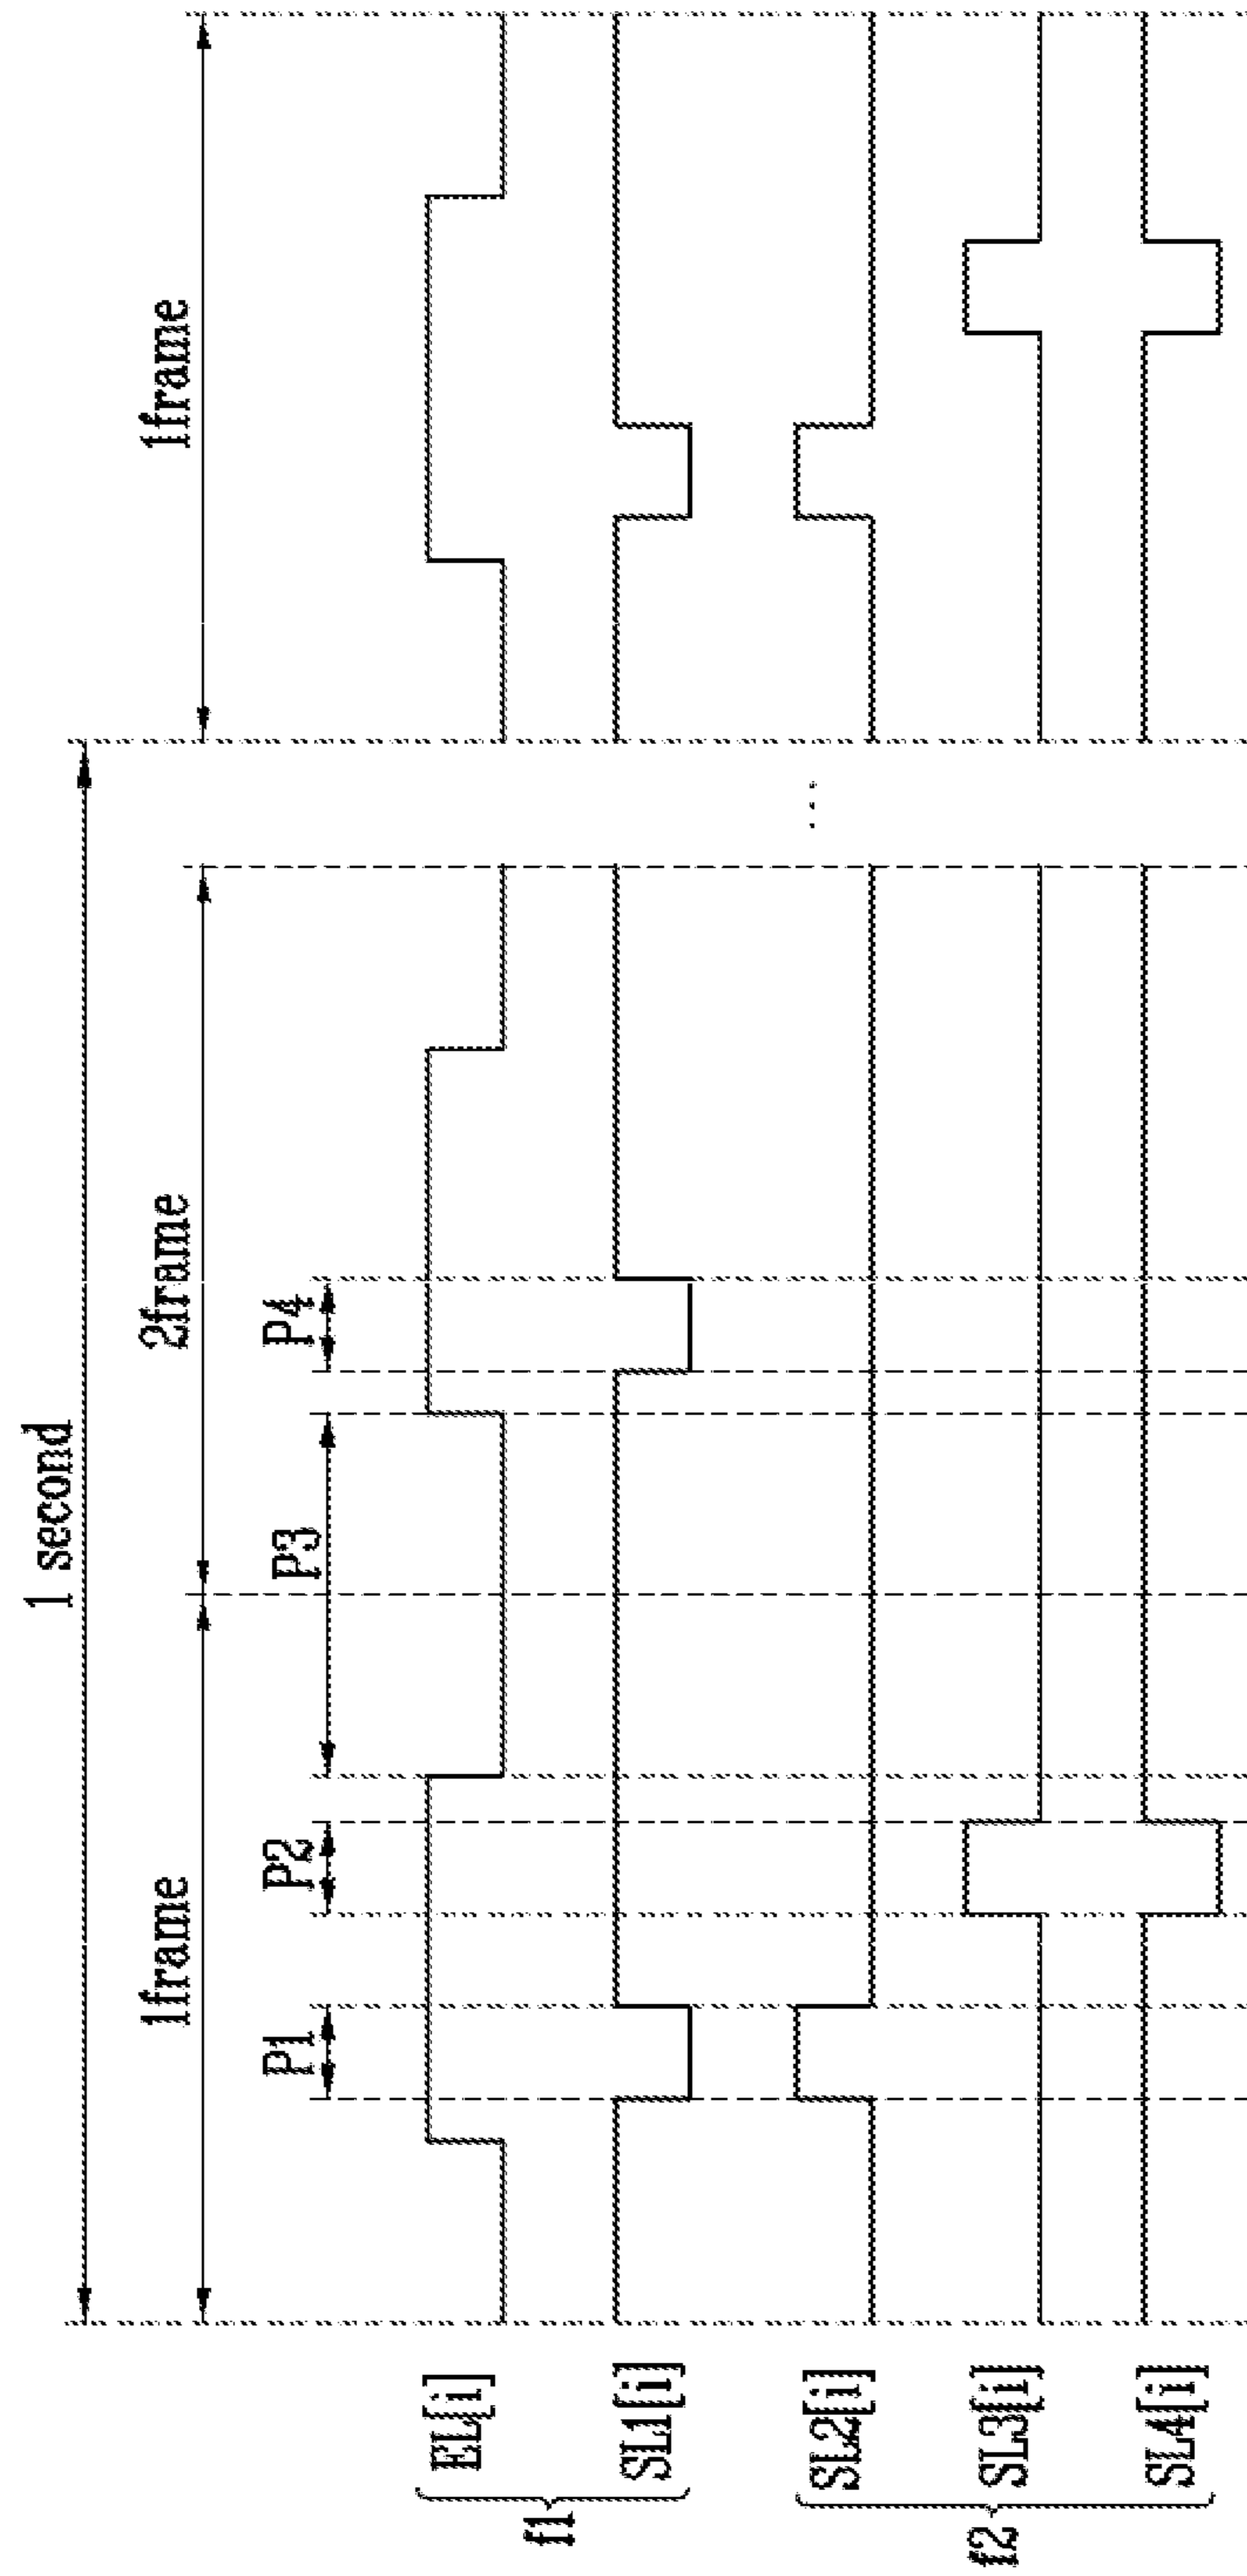 1 second
1frame
2frame
1frame
P1
P2
P3
P4
f1
EL[i]
SL1[i]
f2
SL2[i]
SL3[i]
SL4[i]
...